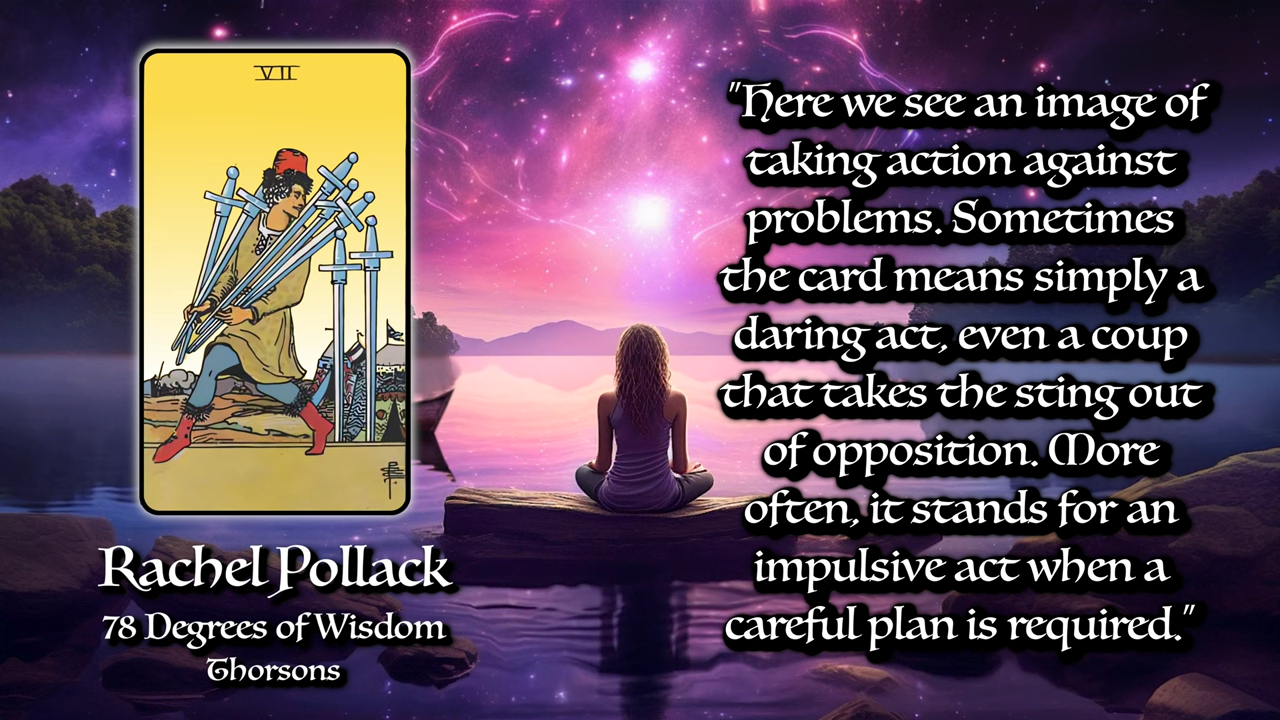 VII
Rachel Pollack
78 Degrees of Wisdom
Thorsons
"Here we see an image of
taking action against
problems. Sometimes
the card means simply a
daring act, even a coup
that takes the sting out
of opposition. More
often, it stands for an
impulsive act when a
careful plan is required."